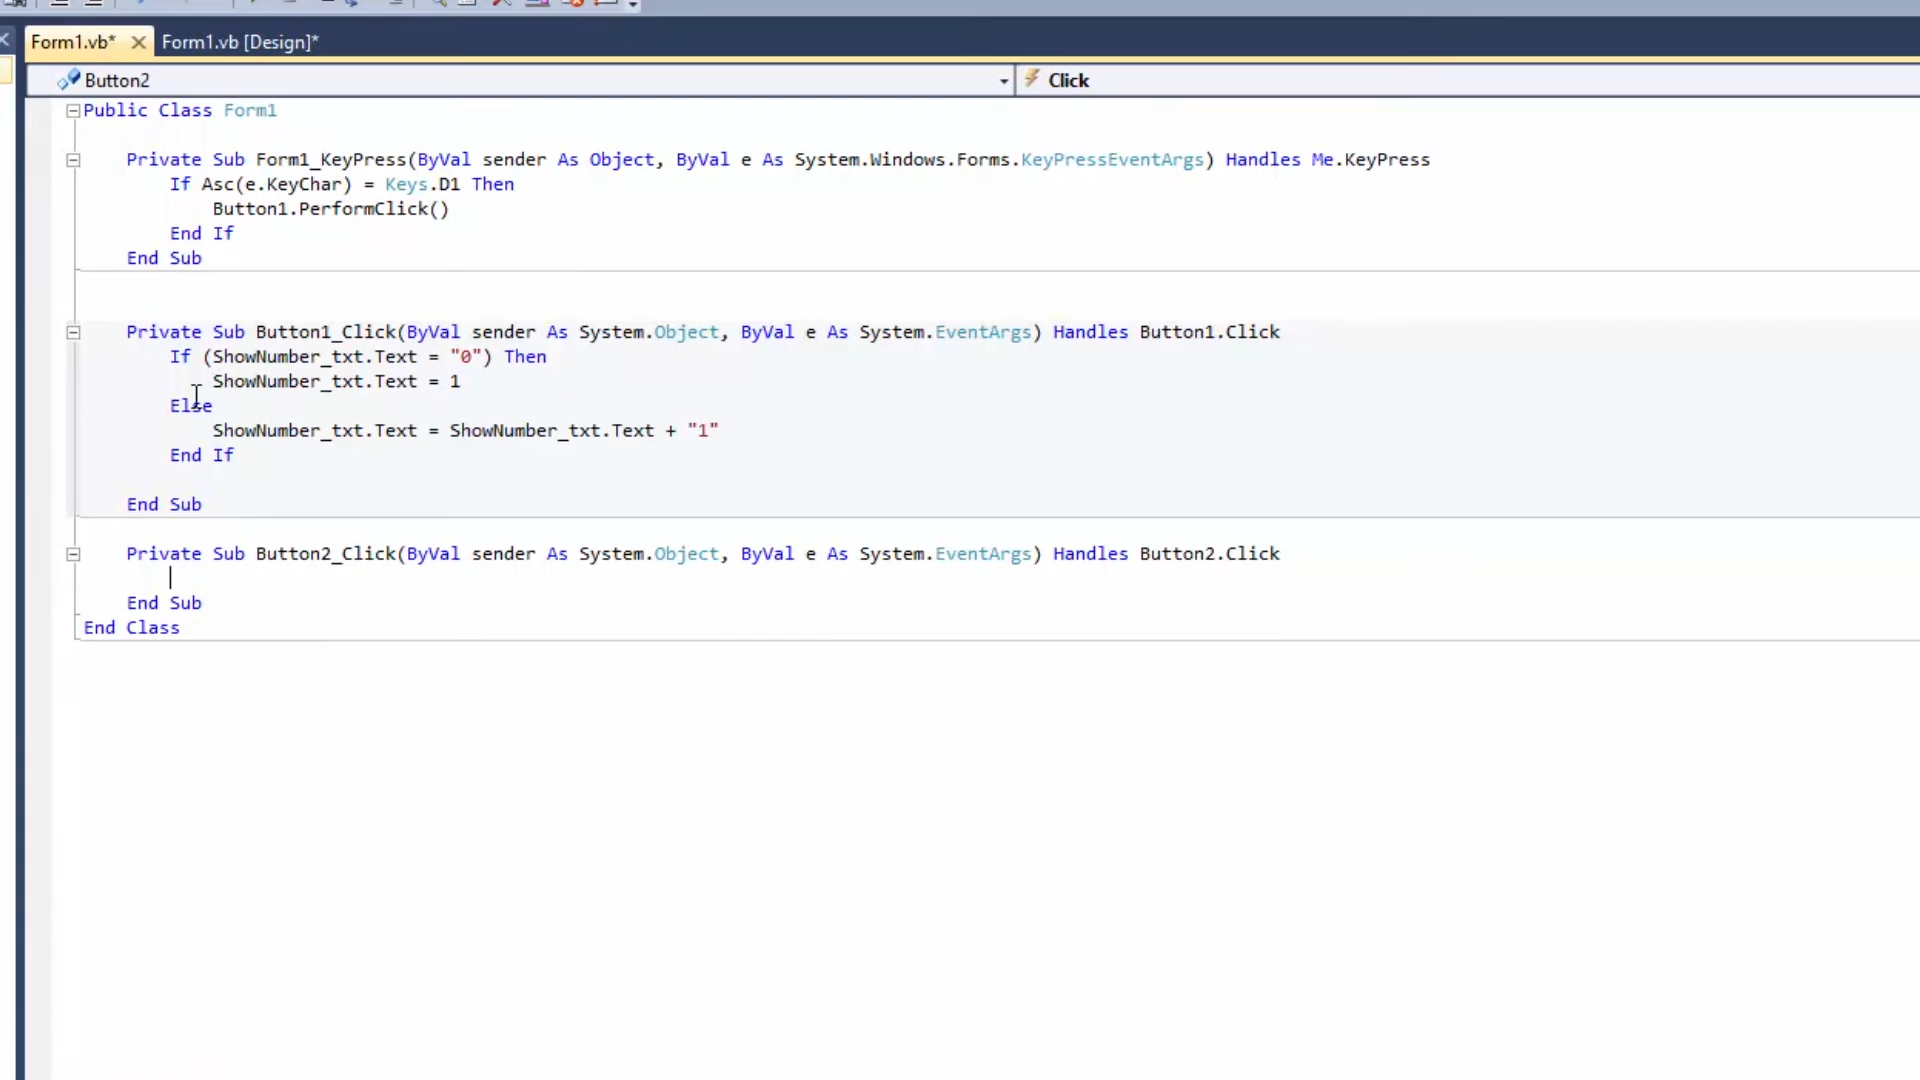 Form1.vb* Form1.vb [Design]*
Button2 Click
Public Class Form1
Private Sub Form1_KeyPress(ByVal sender As Object, ByVal e As System.Windows.Forms.KeyPressEventArgs) Handles Me.KeyPress
If Asc(e.KeyChar) = Keys.D1 Then
Button1.PerformClick()
End If
End Sub
Private Sub Button1_Click(ByVal sender As System.Object, ByVal e As System.EventArgs) Handles Button1.Click
If (ShowNumber_txt.Text = "0") Then
ShowNumber_txt.Text = 1
Else
ShowNumber_txt.Text = ShowNumber_txt.Text + "1"
End If
End Sub
Private Sub Button2_Click(ByVal sender As System.Object, ByVal e As System.EventArgs) Handles Button2.Click
End Sub
End Class